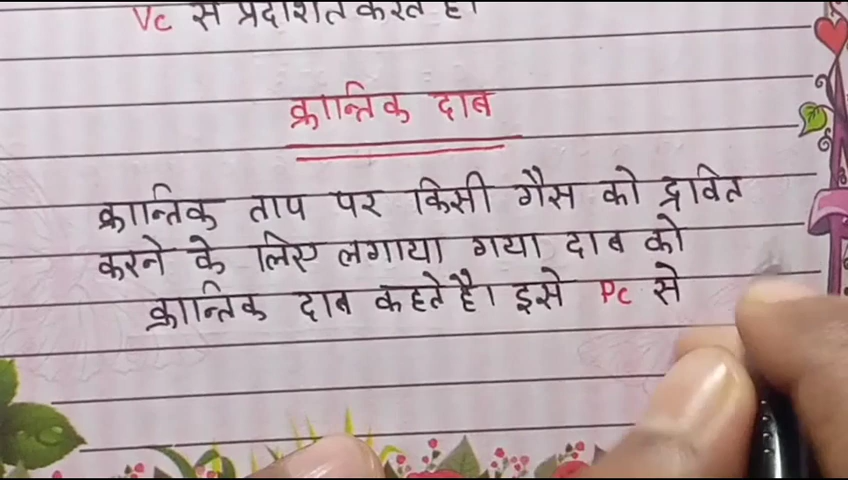 Vc से प्रदर्शित करते है।
क्रान्तिक दाब
क्रान्तिक ताप पर किसी गैस को द्रवित
करने के लिए लगाया गया दाब को
क्रान्तिक दाब कहते है। इसे Pc से